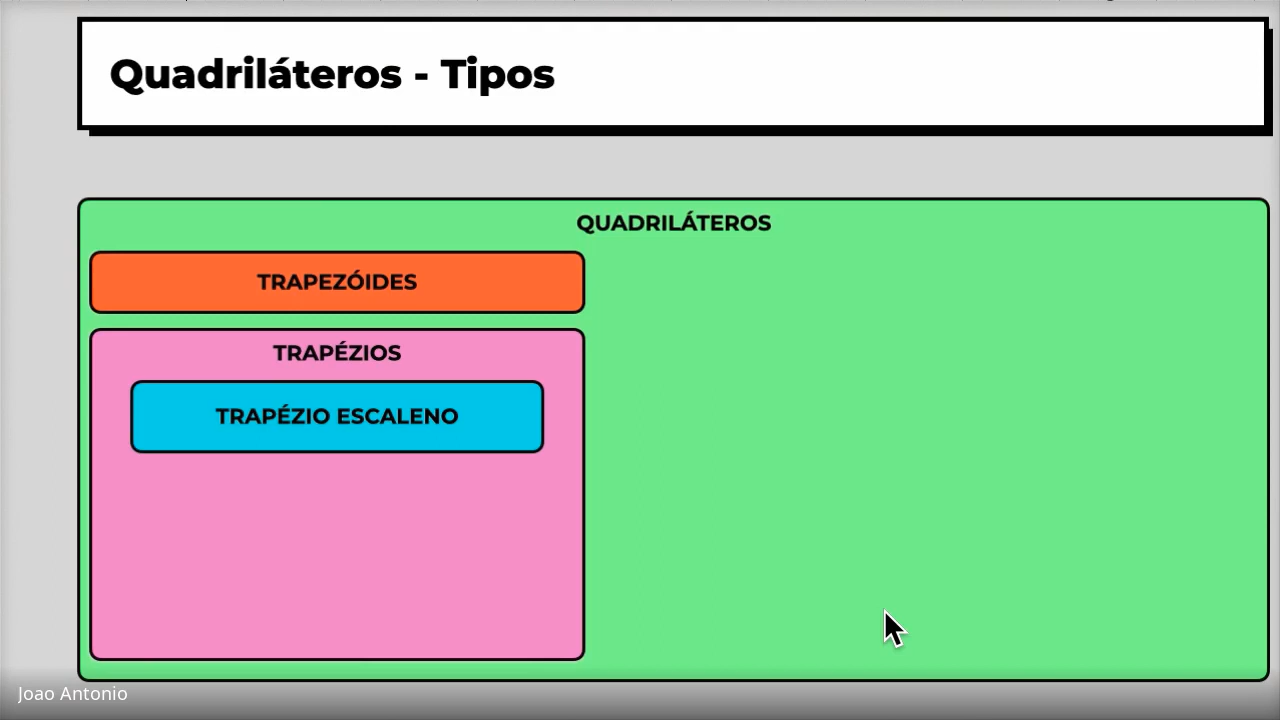 Quadriláteros - Tipos
QUADRILÁTEROS
TRAPEZÓIDES
TRAPÉZIOS
TRAPÉZIO ESCALENO
Joao Antonio